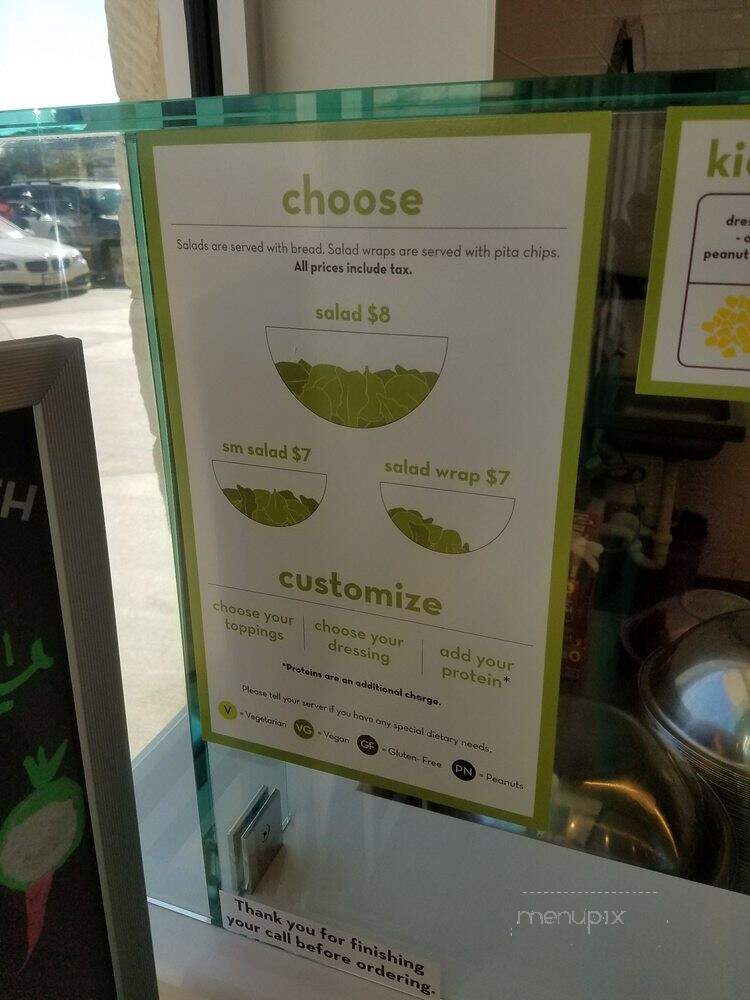 choose
Salads are served with bread. Salad wraps are served with pita chips.
All prices include tax.
salad $8
sm salad $7
salad wrap $7
customize
choose your
toppings
choose your
dressing
add your
protein*
*Proteins are an additional charge.
Please tell your server if you have any special dietary needs.
V = Vegetarian VG = Vegan GF = Gluten- Free PN = Peanuts
Thank you for finishing
your call before ordering.
ki
dre
peanut
TH
menupix